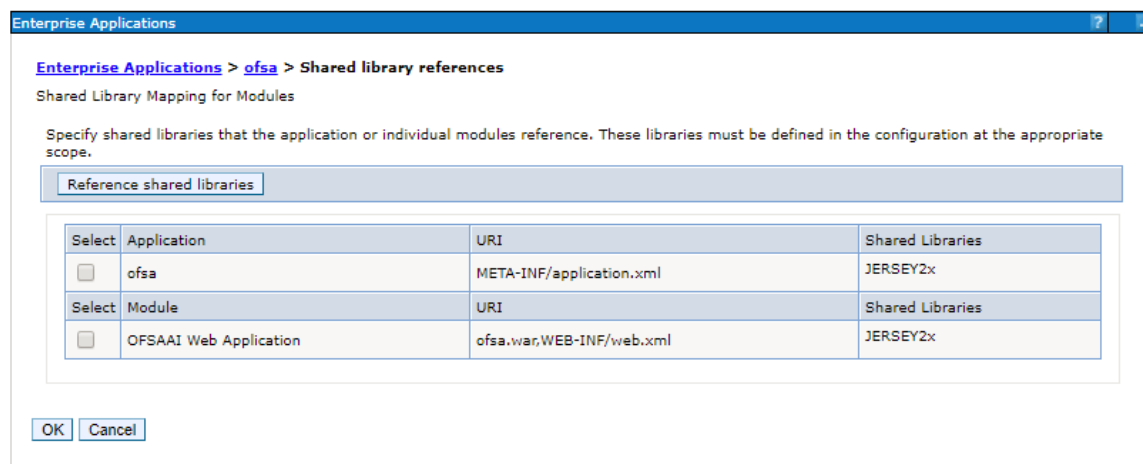 Enterprise Applications ?
Enterprise Applications > ofsa > Shared library references
Shared Library Mapping for Modules
Specify shared libraries that the application or individual modules reference. These libraries must be defined in the configuration at the appropriate
scope.
Reference shared libraries
Select Application URI Shared Libraries
ofsa META-INF/application.xml JERSEY2x
Select Module URI Shared Libraries
OFSAAI Web Application ofsa.war,WEB-INF/web.xml JERSEY2x
OK Cancel